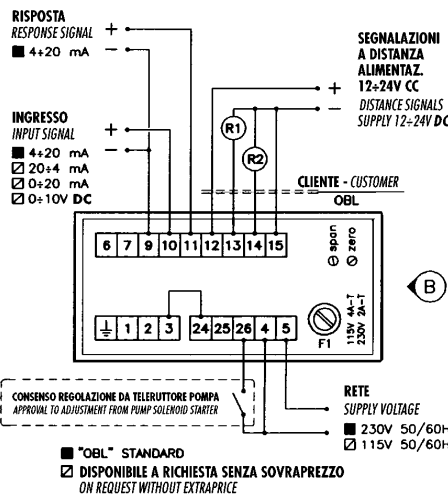 RISPOSTA
RESPONSE SIGNAL +
4÷20 mA −
INGRESSO
INPUT SIGNAL +
4÷20 mA −
20÷4 mA
0÷20 mA
0÷10V DC
SEGNALAZIONI
A DISTANZA
ALIMENTAZ.
+ 12÷24V CC
− DISTANCE SIGNALS
SUPPLY 12÷24V DC
R1
R2
CLIENTE - CUSTOMER
OBL
6 7 8 9 10 11 12 13 14 15
span
zero
B
1 2 3 24 25 26 4 5
F1
115V 4A-T
230V 2A-T
CONSENSO REGOLAZIONE DA TELERUTTORE POMPA
APPROVAL TO ADJUSTMENT FROM PUMP SOLENOID STARTER
RETE
SUPPLY VOLTAGE
230V 50/60H
115V 50/60H
"OBL" STANDARD
DISPONIBILE A RICHIESTA SENZA SOVRAPREZZO
ON REQUEST WITHOUT EXTRAPRICE